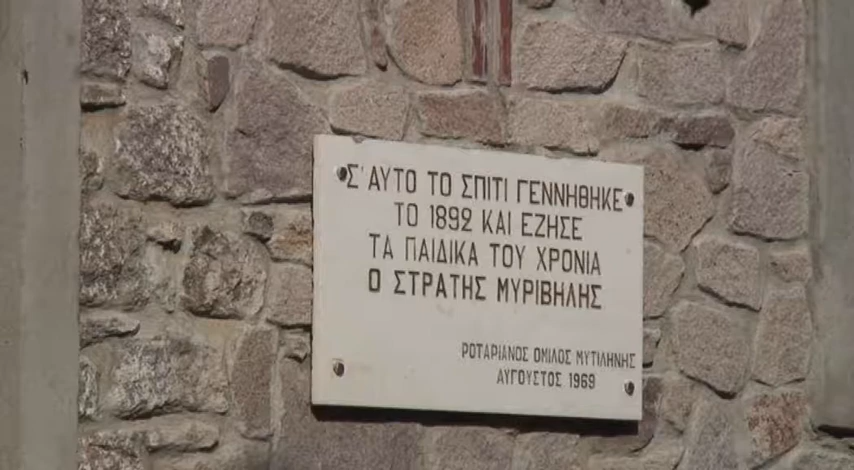 Σ' ΑΥΤΟ ΤΟ ΣΠΙΤΙ ΓΕΝΝΗΘΗΚΕ
ΤΟ 1892 ΚΑΙ ΕΖΗΣΕ
ΤΑ ΠΑΙΔΙΚΑ ΤΟΥ ΧΡΟΝΙΑ
Ο ΣΤΡΑΤΗΣ ΜΥΡΙΒΗΛΗΣ
ΡΟΤΑΡΙΑΝΟΣ ΟΜΙΛΟΣ ΜΥΤΙΛΗΝΗΣ
ΑΥΓΟΥΣΤΟΣ 1969